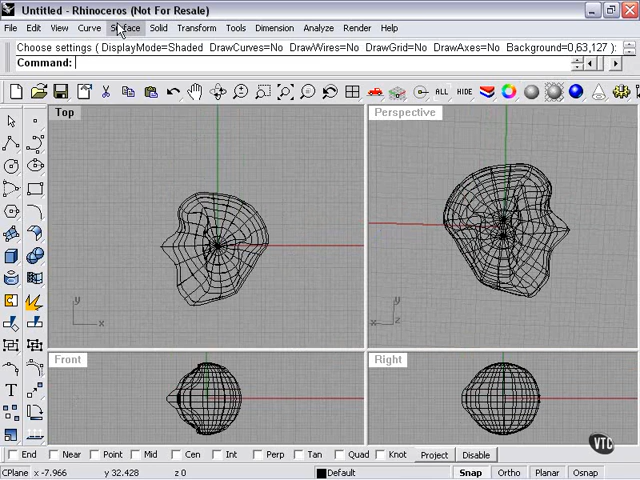 Untitled - Rhinoceros (Not For Resale)
File Edit View Curve Surface Solid Transform Tools Dimension Analyze Render Help
Choose settings ( DisplayMode=Shaded DrawCurves=No DrawWires=No DrawGrid=No DrawAxes=No Background=0,63,127 ):
Command:
ALL HIDE
Top
Perspective
y
x
y
x
z
T
Front
Right
VTC
End Near Point Mid Cen Int Perp Tan Quad Knot Project Disable
CPlane x -7.966 y 32.428 z 0 Default Snap Ortho Planar Osnap